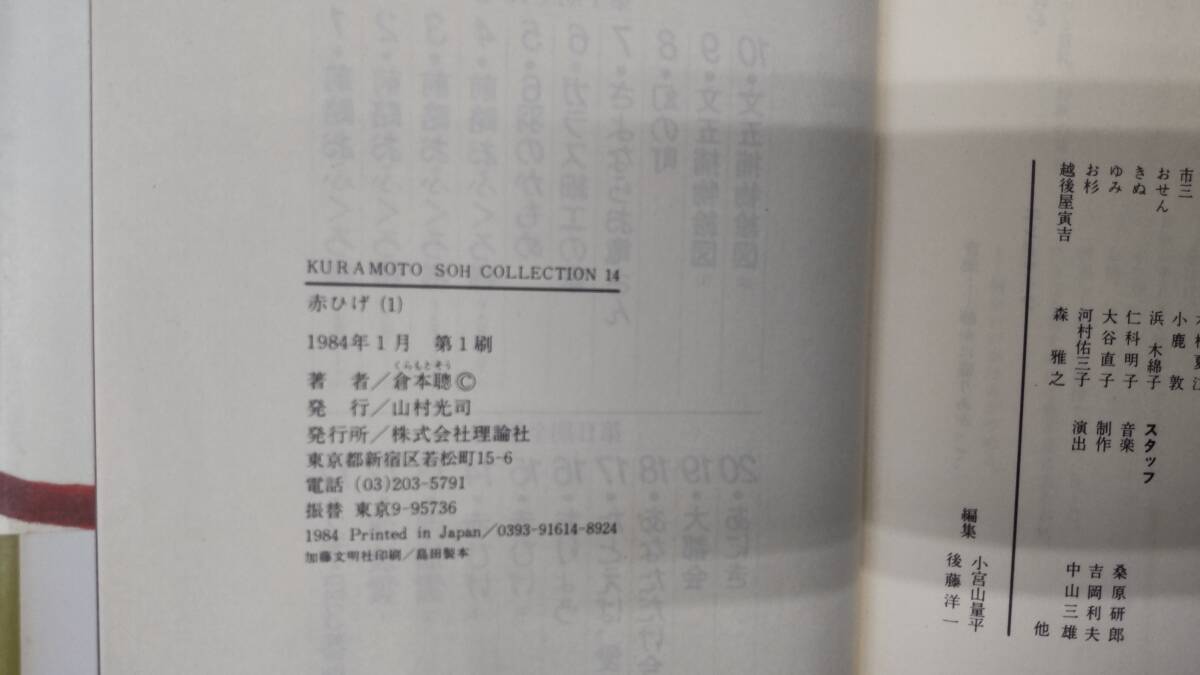 KURAMOTO SOH COLLECTION 14
赤ひげ (1)
1984年1月 第1刷
くらもとそう
著 者／倉本聰©
発 行／山村光司
発行所／株式会社理論社
東京都新宿区若松町15-6
電話 (03)203-5791
振替 東京9-95736
1984 Printed in Japan／0393-91614-8924
加藤文明社印刷／島田製本
市三 小鹿 敦
おせん 浜 木綿子
きぬ 仁科明子
ゆみ 大谷直子
お杉 河村佑三子
越後屋寅吉 森 雅之
スタッフ
音楽 桑原研郎
制作 吉岡利夫
演出 中山三雄
他
編集 小宮山量平
後藤洋一